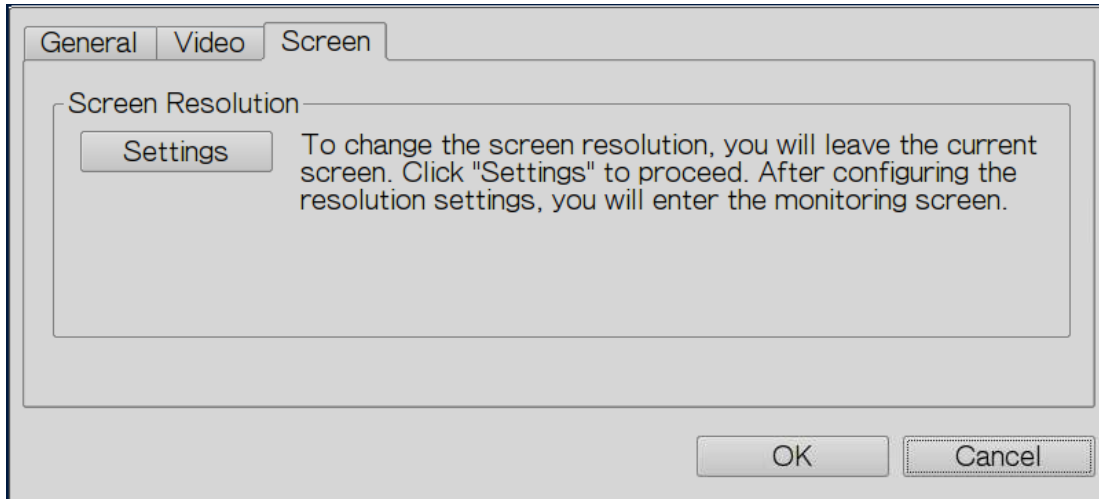 General Video Screen
Screen Resolution
Settings
To change the screen resolution, you will leave the current
screen. Click "Settings" to proceed. After configuring the
resolution settings, you will enter the monitoring screen.
OK Cancel